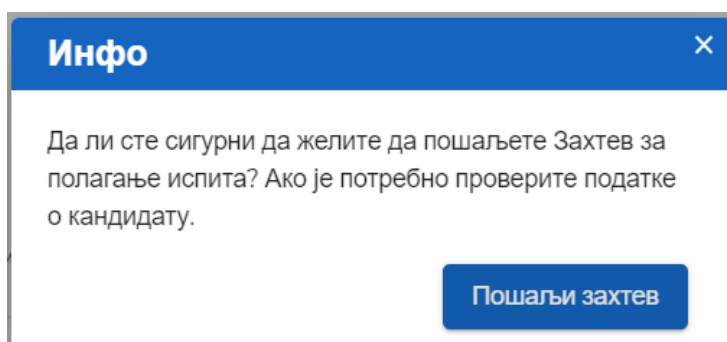 Инфо
Да ли сте сигурни да желите да пошаљете Захтев за
полагање испита? Ако је потребно проверите податке
о кандидату.
Пошаљи захтев